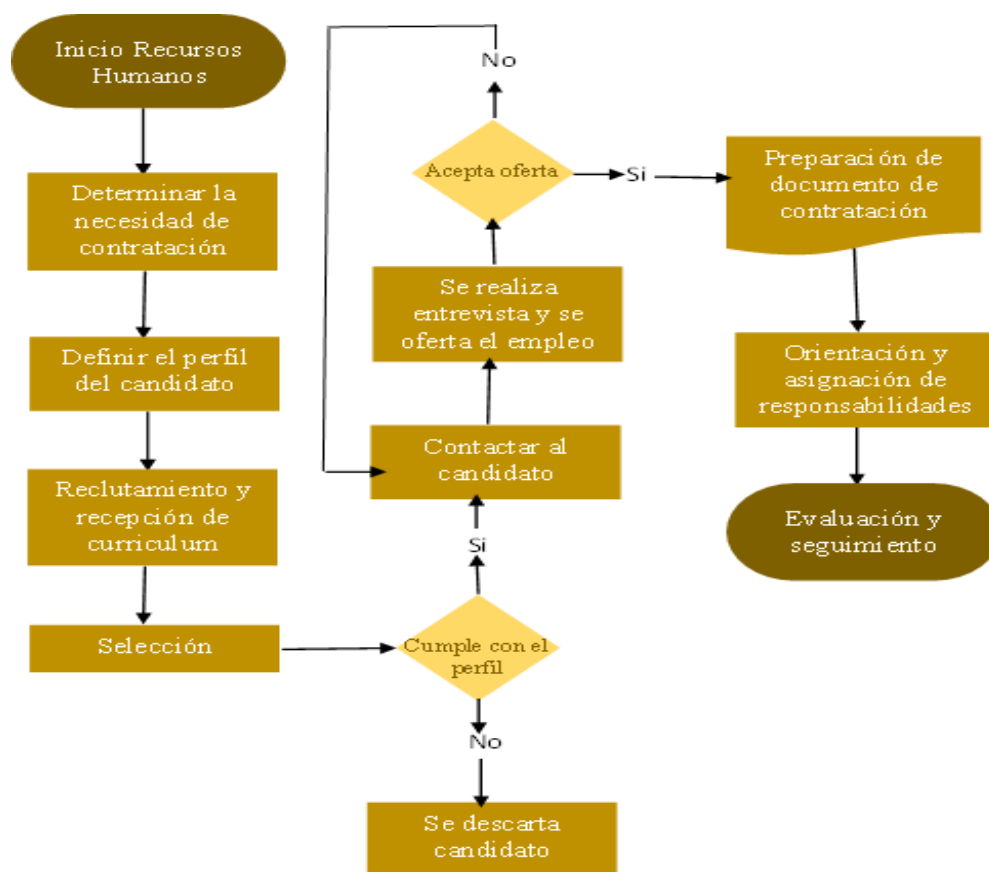 Inicio Recursos
Humanos
Determinar la
necesidad de
contratación
Definir el perfil
del candidato
Reclutamiento y
recepción de
curriculum
Selección
Cumple con el
perfil
No
Se descarta
candidato
Si
Contactar al
candidato
Se realiza
entrevista y se
oferta el empleo
Acepta oferta
No
Si
Preparación de
documento de
contratación
Orientación y
asignación de
responsabilidades
Evaluación y
seguimiento